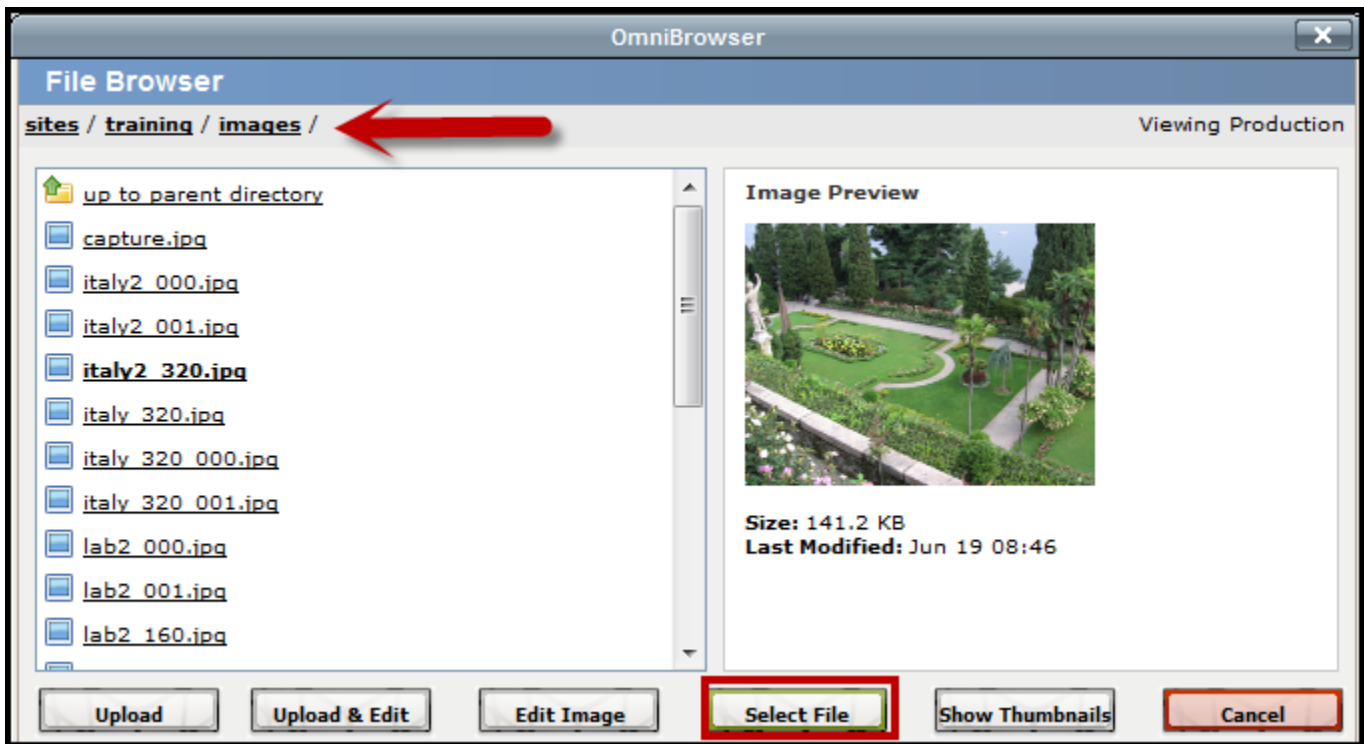 OmniBrowser
File Browser
sites / training / images /
Viewing Production
up to parent directory
capture.jpg
italy2_000.jpg
italy2_001.jpg
italy2_320.jpg
italy_320.jpg
italy_320_000.jpg
italy_320_001.jpg
lab2_000.jpg
lab2_001.jpg
lab2_160.jpg
Image Preview
Size: 141.2 KB
Last Modified: Jun 19 08:46
Upload
Upload & Edit
Edit Image
Select File
Show Thumbnails
Cancel